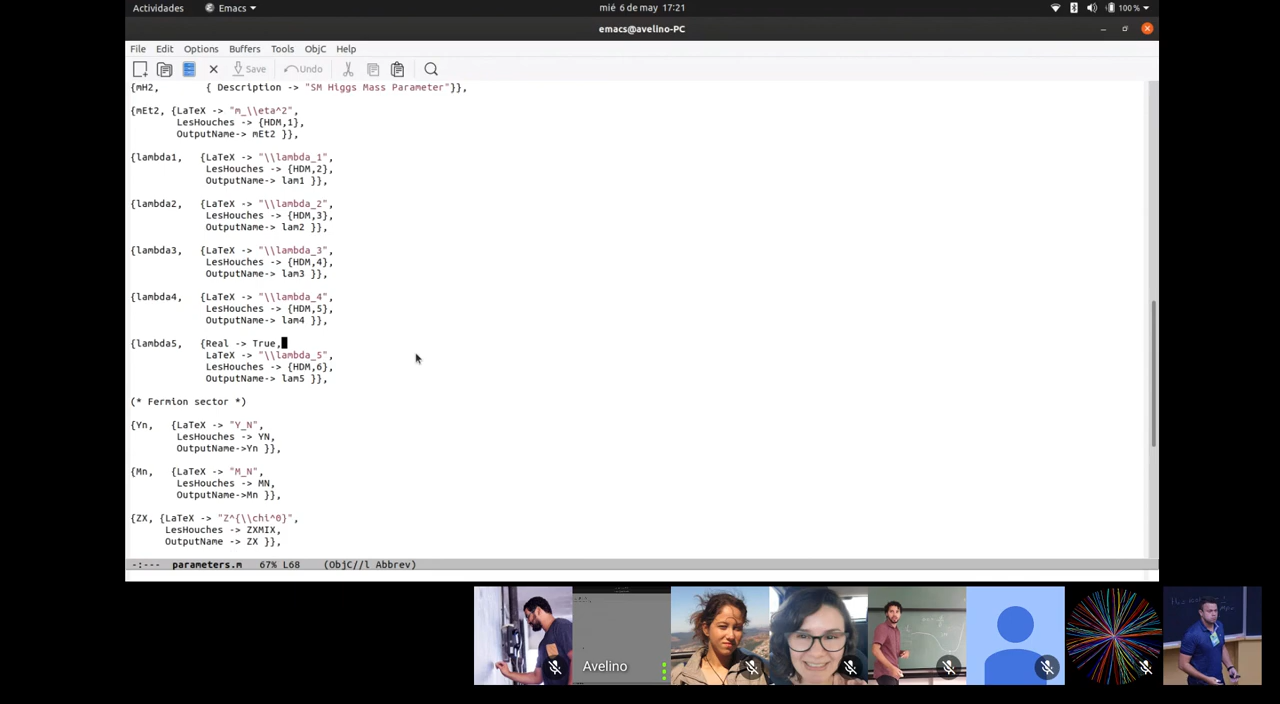 Actividades Emacs mié 6 de may 17:21 100 %
emacs@avelino-PC
File Edit Options Buffers Tools ObjC Help
Save Undo
{mH2, { Description -> "SM Higgs Mass Parameter"}},
{mEt2, {LaTeX -> "m_\\eta^2",
LesHouches -> {HDM,1},
OutputName-> mEt2 }},
{lambda1, {LaTeX -> "\\lambda_1",
LesHouches -> {HDM,2},
OutputName-> lam1 }},
{lambda2, {LaTeX -> "\\lambda_2",
LesHouches -> {HDM,3},
OutputName-> lam2 }},
{lambda3, {LaTeX -> "\\lambda_3",
LesHouches -> {HDM,4},
OutputName-> lam3 }},
{lambda4, {LaTeX -> "\\lambda_4",
LesHouches -> {HDM,5},
OutputName-> lam4 }},
{lambda5, {Real -> True,
LaTeX -> "\\lambda_5",
LesHouches -> {HDM,6},
OutputName-> lam5 }},
(* Fermion sector *)
{Yn, {LaTeX -> "Y_N",
LesHouches -> YN,
OutputName->Yn }},
{Mn, {LaTeX -> "M_N",
LesHouches -> MN,
OutputName->Mn }},
{ZX, {LaTeX -> "Z^{\\chi^0}",
LesHouches -> ZXMIX,
OutputName -> ZX }},
-:--- parameters.m 67% L68 (ObjC//l Abbrev)
Avelino